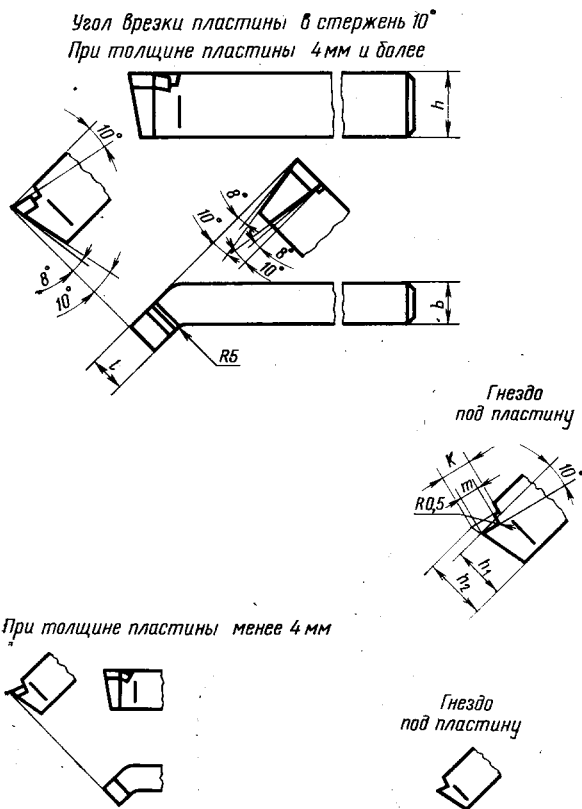 Угол врезки пластины в стержень 10°
При толщине пластины 4 мм и более
h
10°
8°
10°
8°
10°
8°
10°
b
R5
l
Гнездо
под пластину
K
m
10°
R0,5
h₁
h₂
При толщине пластины менее 4 мм
Гнездо
под пластину